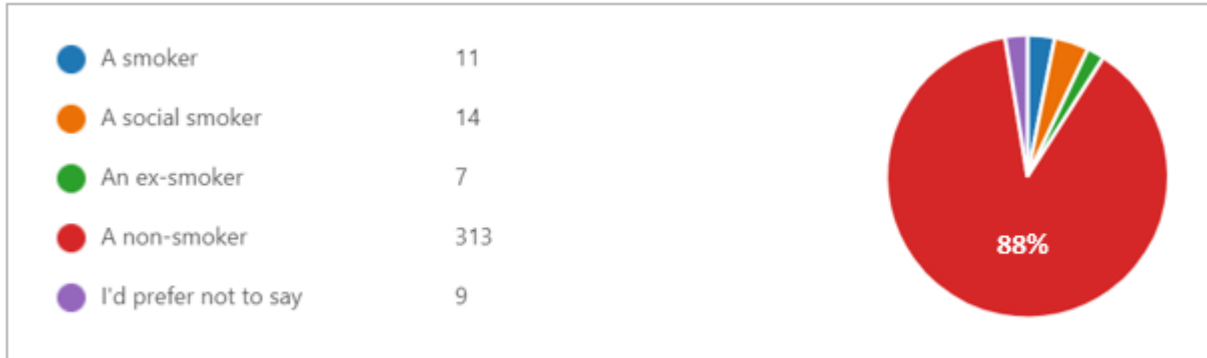 A smoker 11
A social smoker 14
An ex-smoker 7
A non-smoker 313
I'd prefer not to say 9
88%